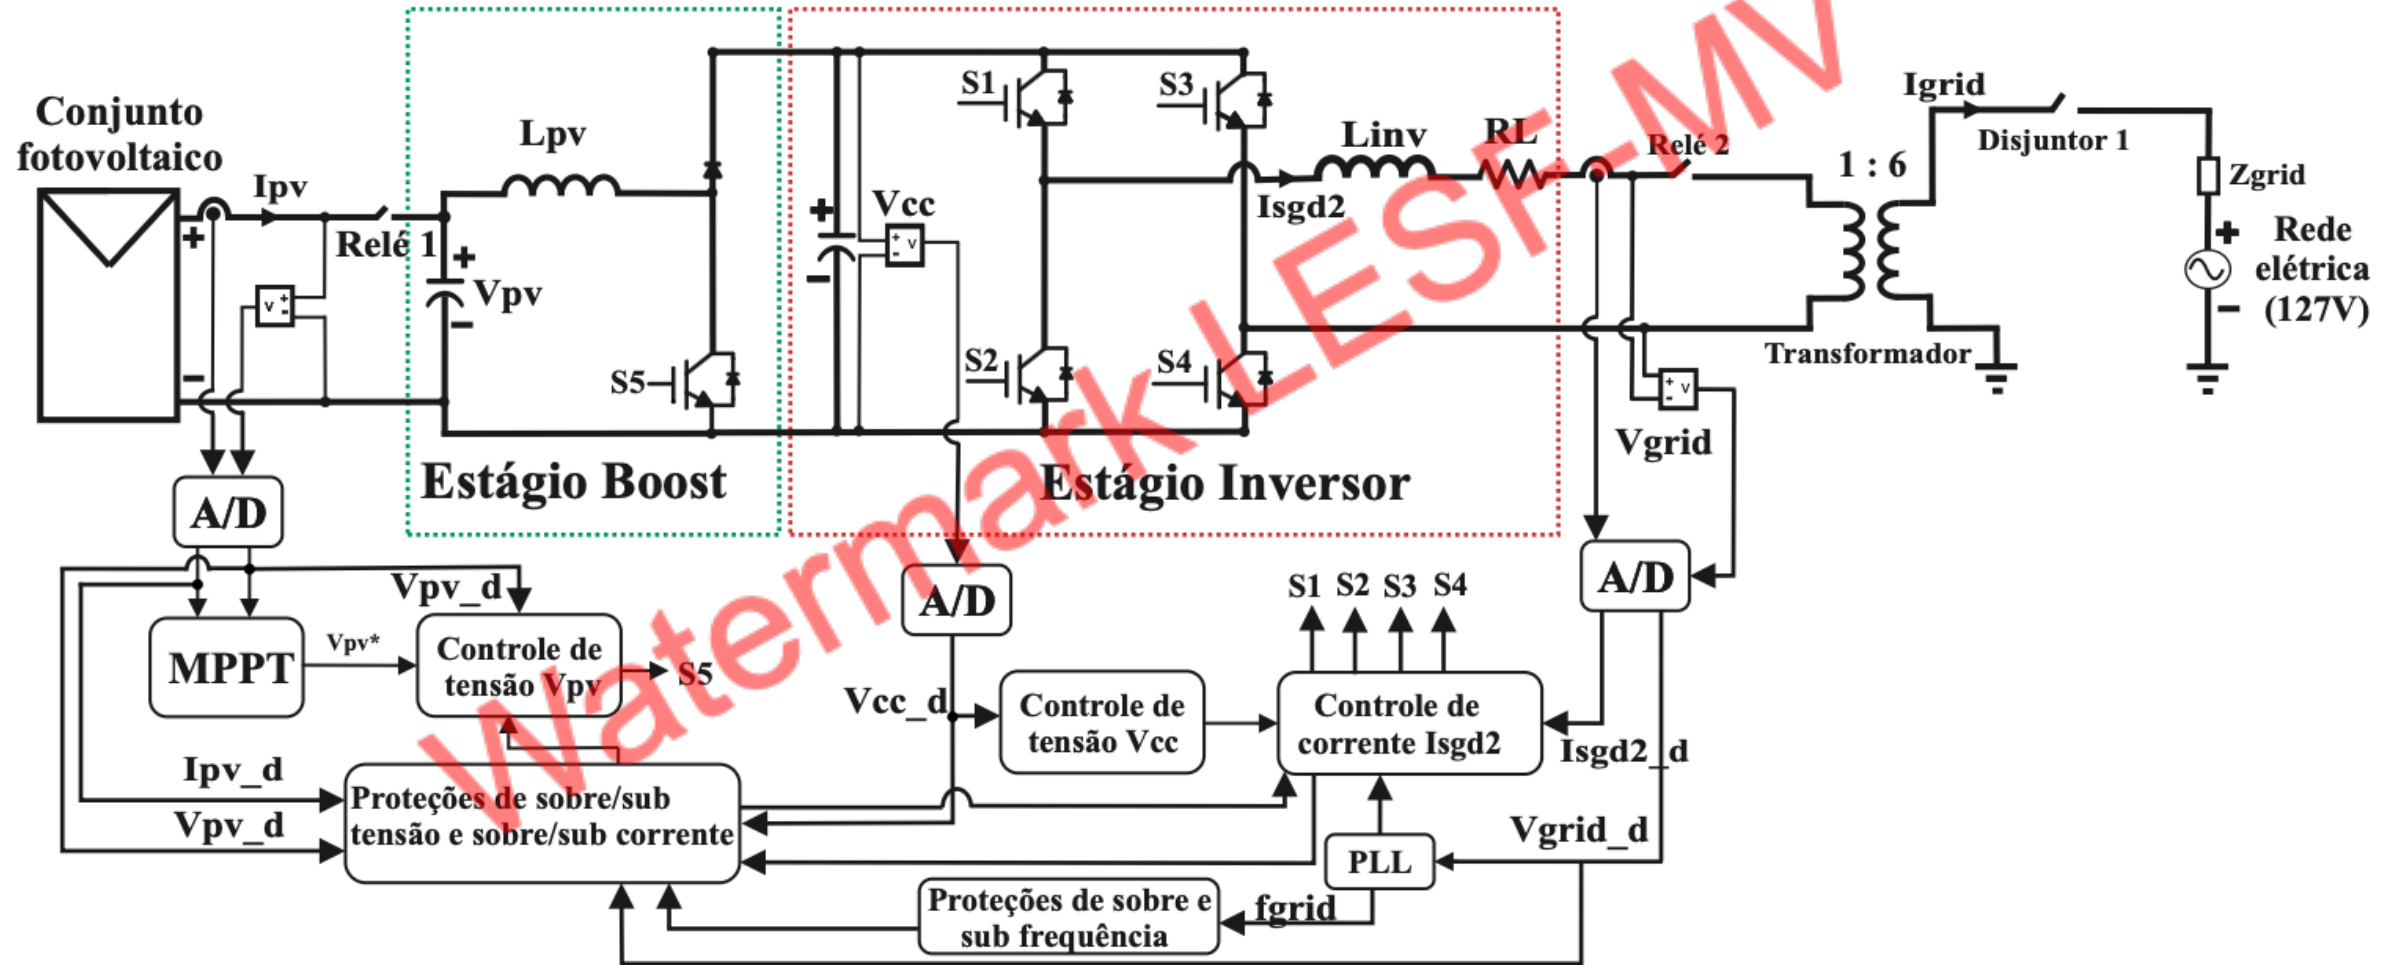 Conjunto
fotovoltaico
Ipv
Relé 1
+
-
v
+
-
Lpv
+
Vpv
-
S5
Estágio Boost
+
-
Vcc
+
-
v
S1
S3
S2
S4
Isgd2
Linv
RL
Estágio Inversor
Relé 2
1 : 6
Transformador
Igrid
Disjuntor 1
Zgrid
+
Rede
elétrica
(127V)
-
+
-
v
Vgrid
A/D
A/D
A/D
MPPT
Vpv*
Vpv_d
Controle de
tensão Vpv
S5
Vcc_d
Controle de
tensão Vcc
S1 S2 S3 S4
Controle de
corrente Isgd2
Isgd2_d
Ipv_d
Vpv_d
Proteções de sobre/sub
tensão e sobre/sub corrente
PLL
Vgrid_d
fgrid
Proteções de sobre e
sub frequência
Watermark LESF-MV